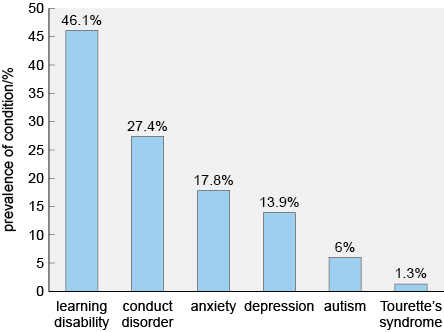 prevalence of condition/%
50
45
40
35
30
25
20
15
10
5
0
46.1%
27.4%
17.8%
13.9%
6%
1.3%
learning
disability
conduct
disorder
anxiety
depression
autism
Tourette’s
syndrome